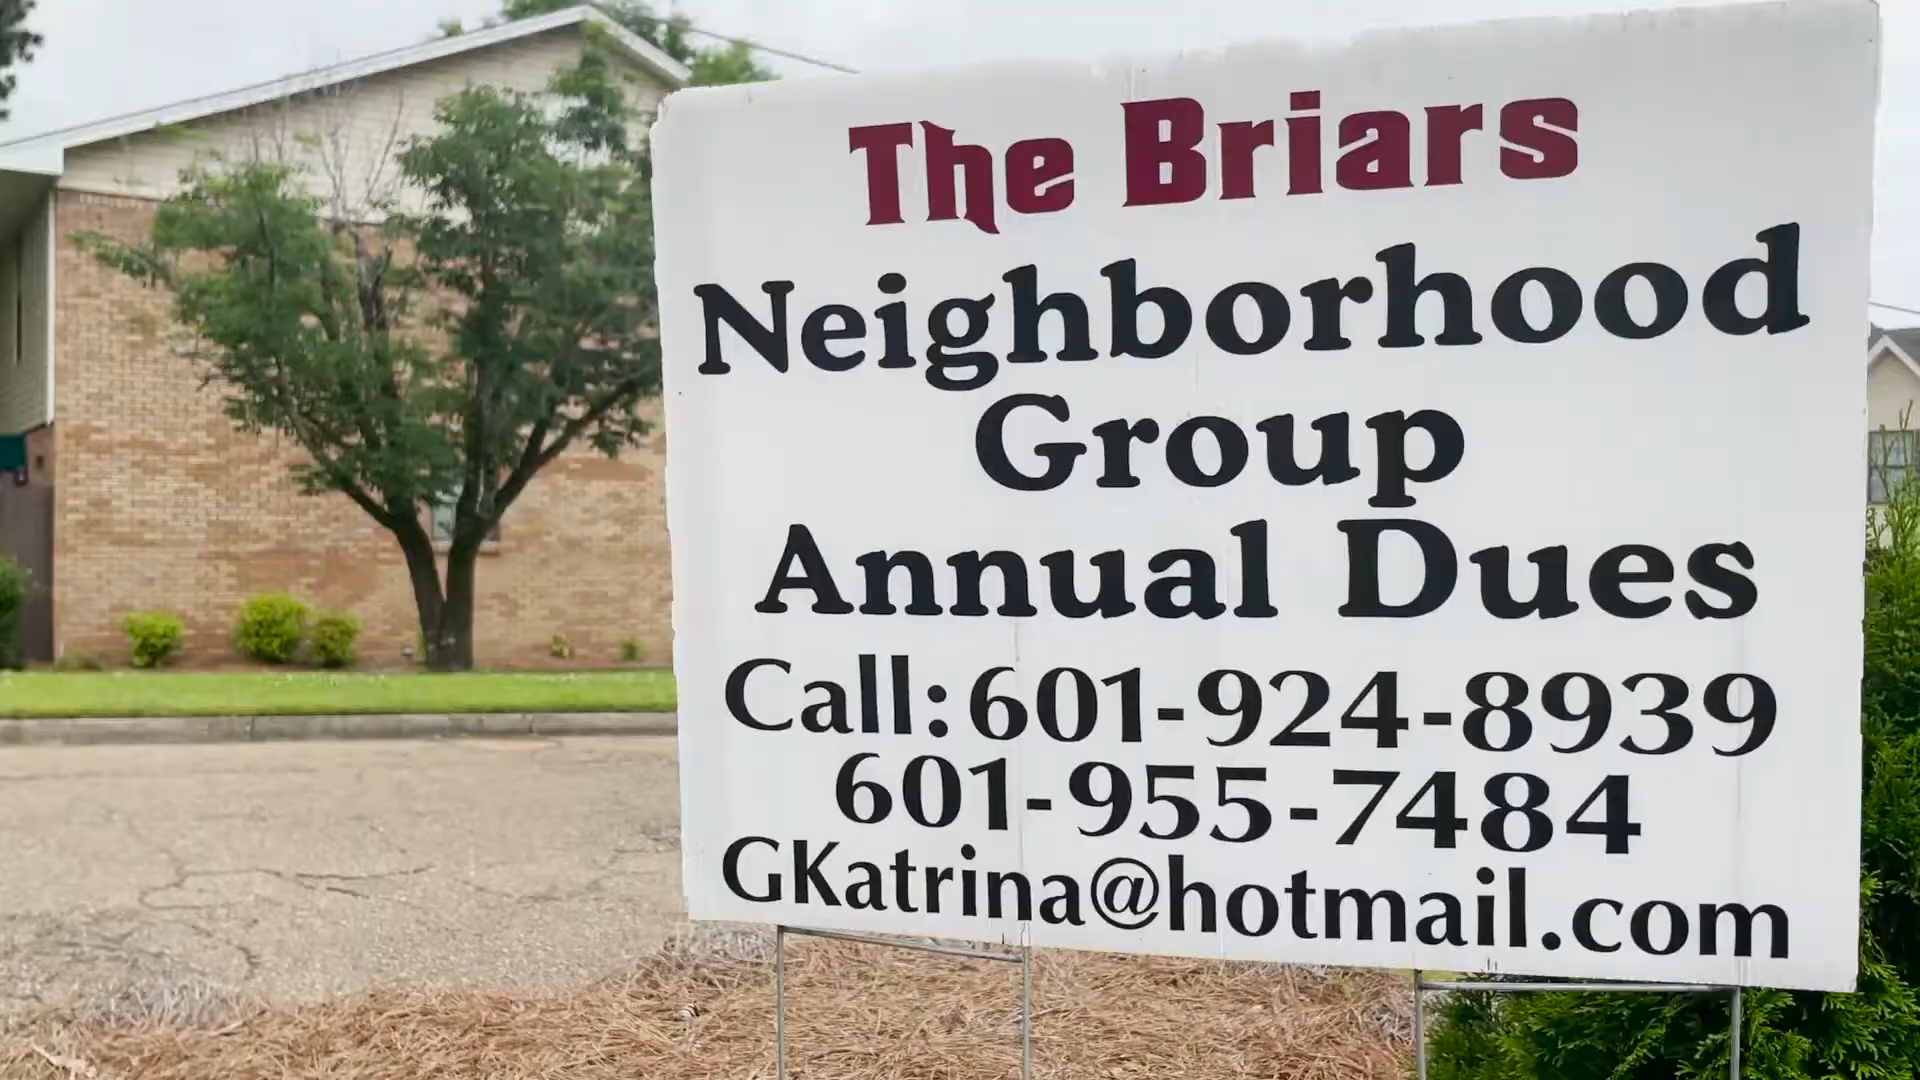 The Briars
Neighborhood
Group
Annual Dues
Call: 601-924-8939
601-955-7484
GKatrina@hotmail.com